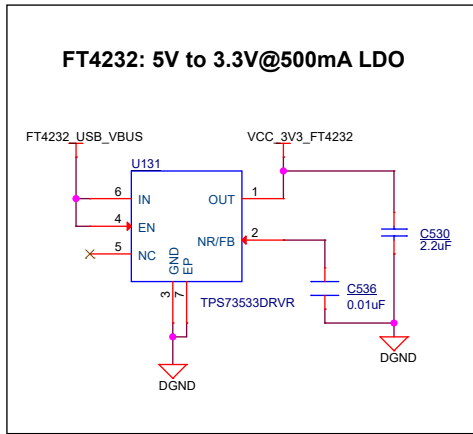 FT4232: 5V to 3.3V@500mA LDO
FT4232_USB_VBUS
VCC_3V3_FT4232
U131
6 IN OUT 1
4 EN
5 NC NR/FB 2
GND EP
3 7
TPS73533DRVR
C530
2.2uF
C536
0.01uF
DGND
DGND